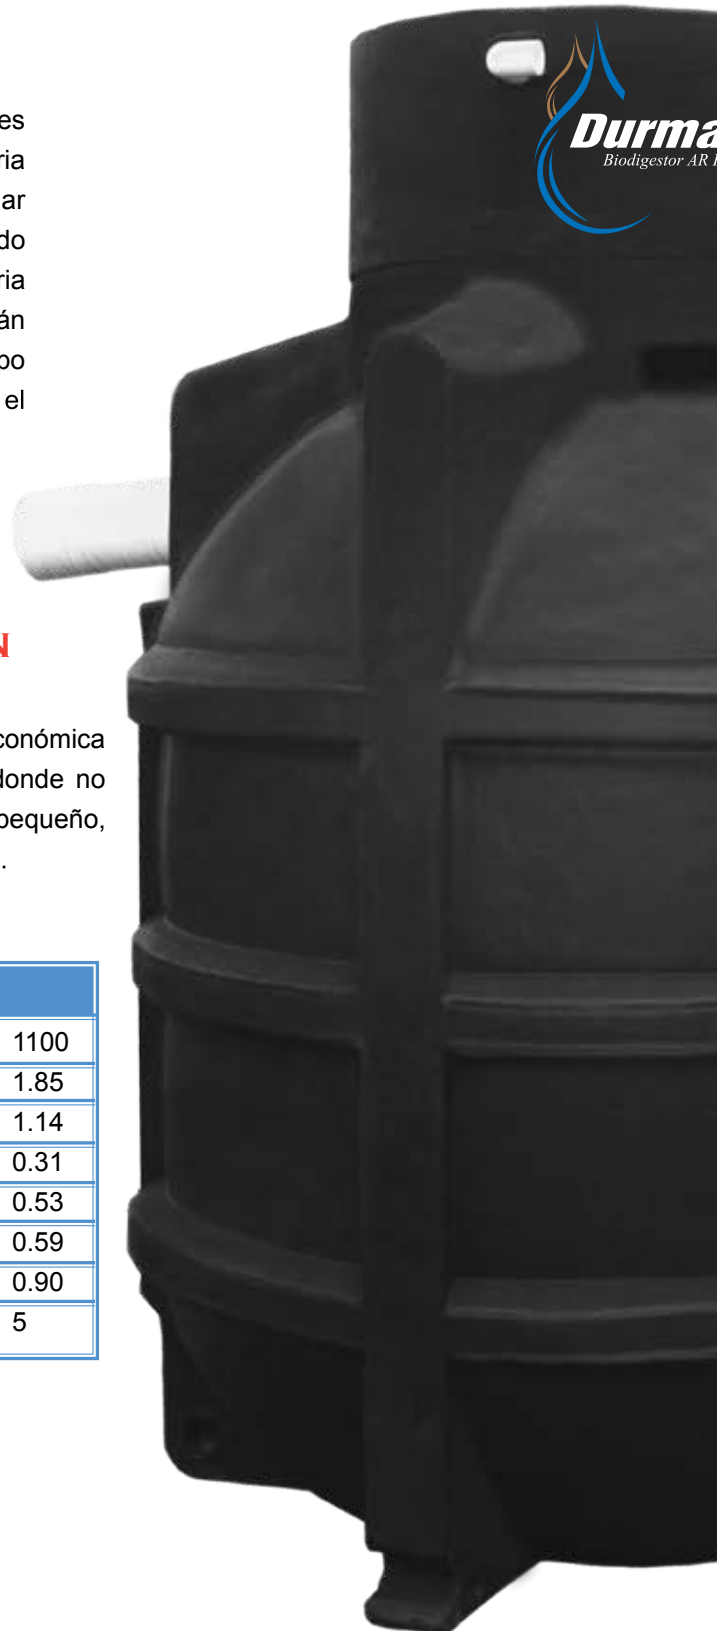 es
ria
ar
do
ria
án
po
el
Durma
Biodigestor AR
N
conómica
donde no
pequeño,
.
1100
1.85
1.14
0.31
0.53
0.59
0.90
5